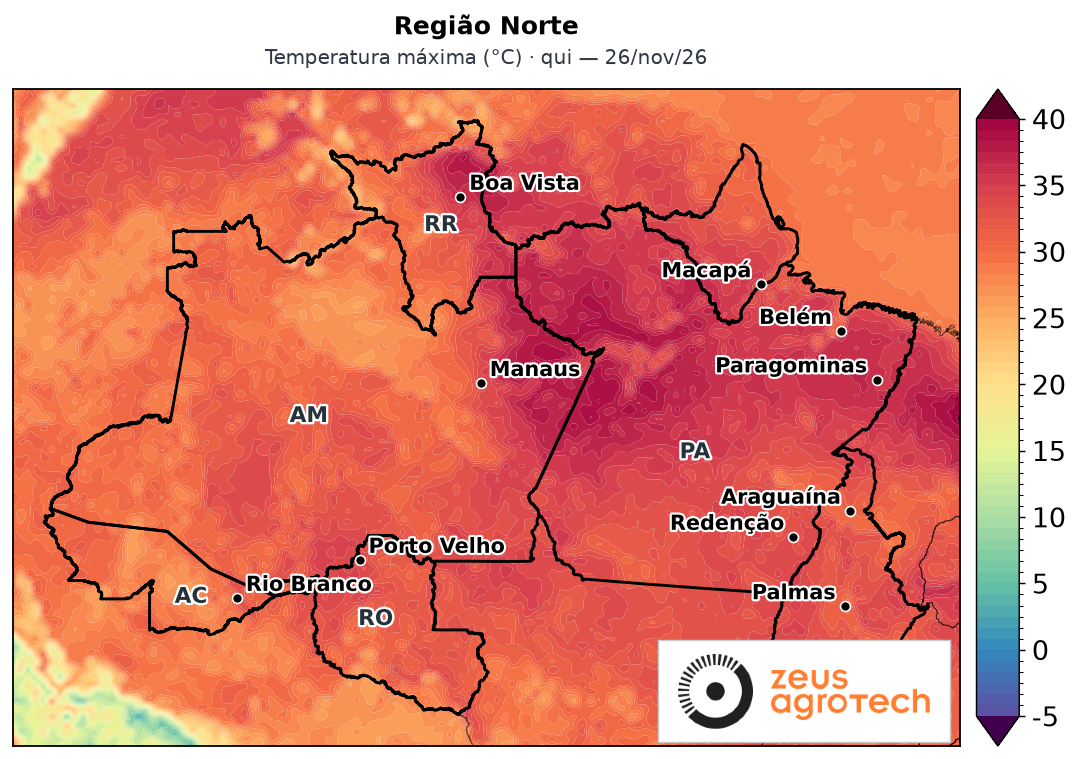 Região Norte
Temperatura máxima (°C) · qui — 26/nov/26
Boa Vista
RR
Macapá
Belém
Paragominas
Manaus
AM
PA
Araguaína
Redenção
Porto Velho
Rio Branco
AC
RO
Palmas
zeus
agrotech
40
35
30
25
20
15
10
5
0
-5